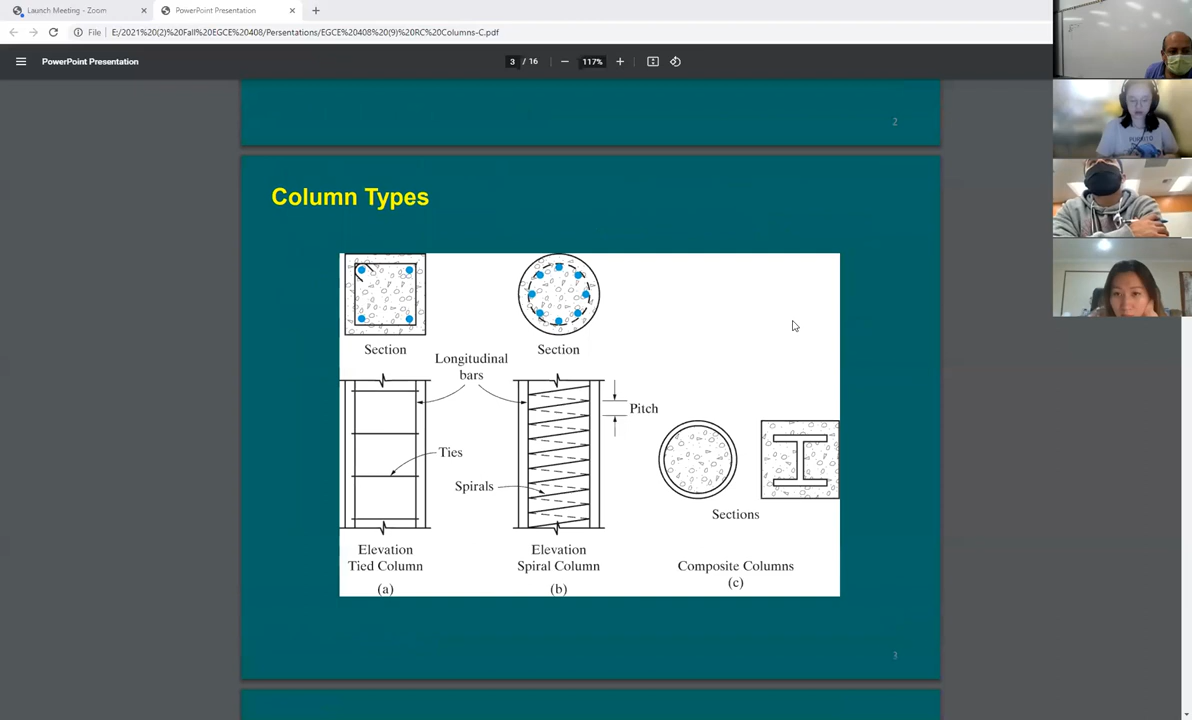 Launch Meeting - Zoom
PowerPoint Presentation
File
E:/2021%20(2)%20Fall%20EGCE%20408/Persentations/EGCE%20408%20(9)%20RC%20Columns-C.pdf
PowerPoint Presentation
3 / 16
117%
2
Column Types
Section
Section
Longitudinal
bars
Pitch
Ties
Spirals
Sections
Elevation
Tied Column
(a)
Elevation
Spiral Column
(b)
Composite Columns
(c)
3